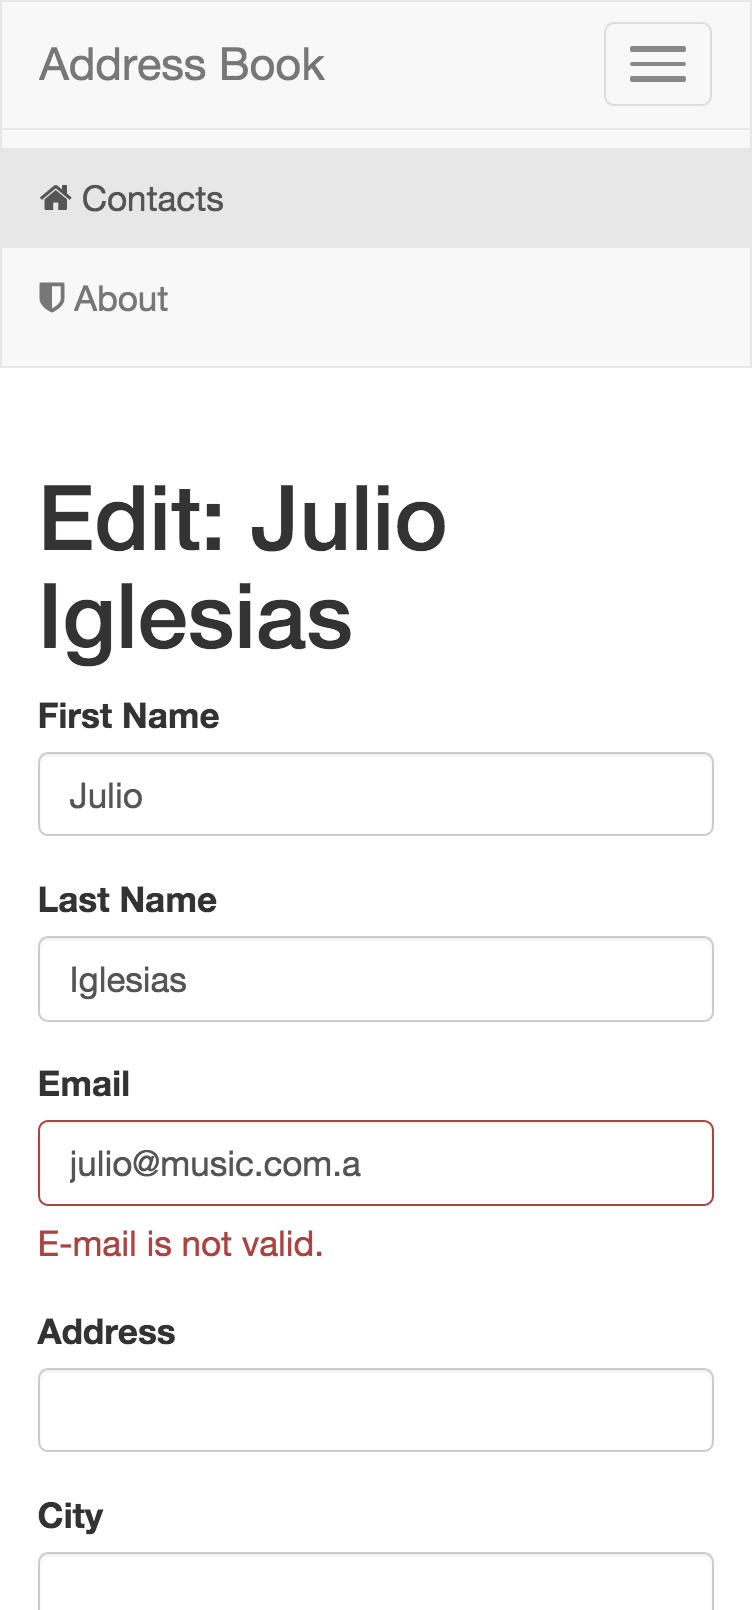 Address Book
Contacts
About
Edit: Julio
Iglesias
First Name
Julio
Last Name
Iglesias
Email
julio@music.com.a
E-mail is not valid.
Address
City